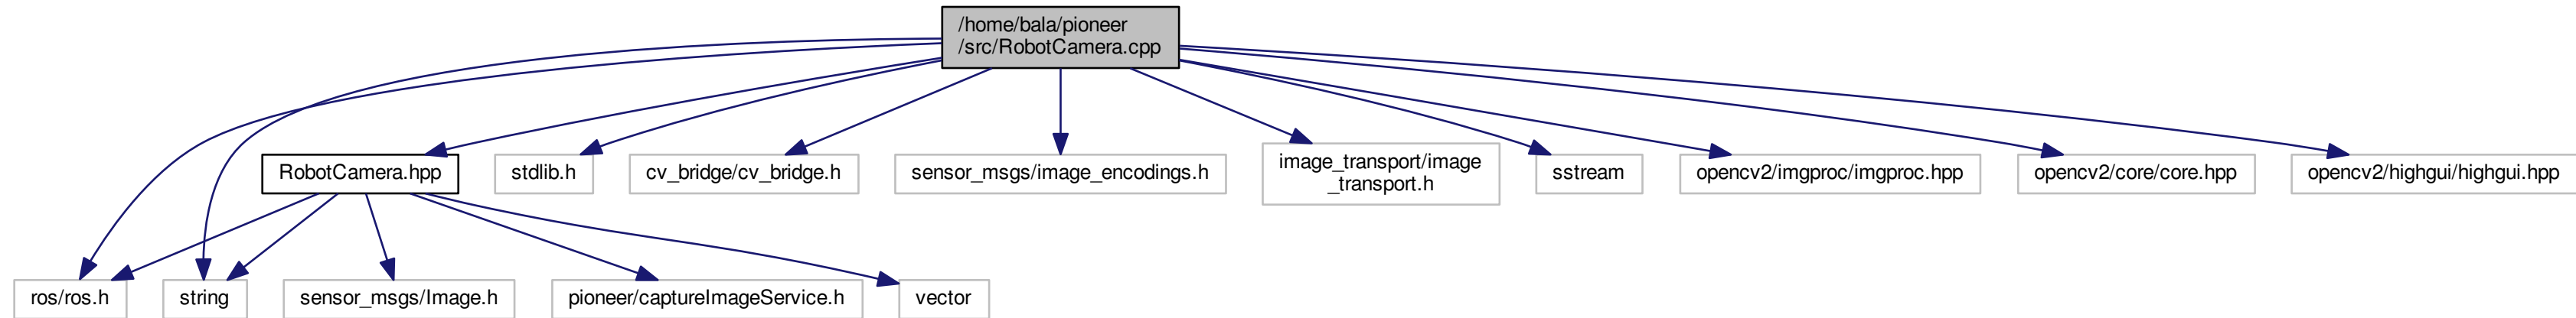 /home/bala/pioneer
/src/RobotCamera.cpp
RobotCamera.hpp
stdlib.h
cv_bridge/cv_bridge.h
sensor_msgs/image_encodings.h
image_transport/image
_transport.h
sstream
opencv2/imgproc/imgproc.hpp
opencv2/core/core.hpp
opencv2/highgui/highgui.hpp
ros/ros.h
string
sensor_msgs/Image.h
pioneer/captureImageService.h
vector